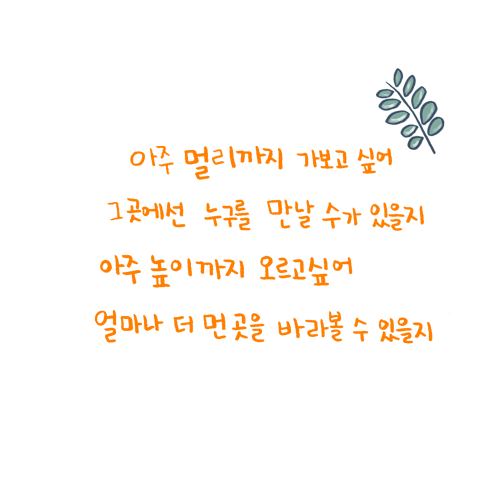 아주 멀리까지 가보고 싶어
그곳에선 누구를 만날 수가 있을지
아주 높이까지 오르고싶어
얼마나 더 먼곳을 바라볼 수 있을지